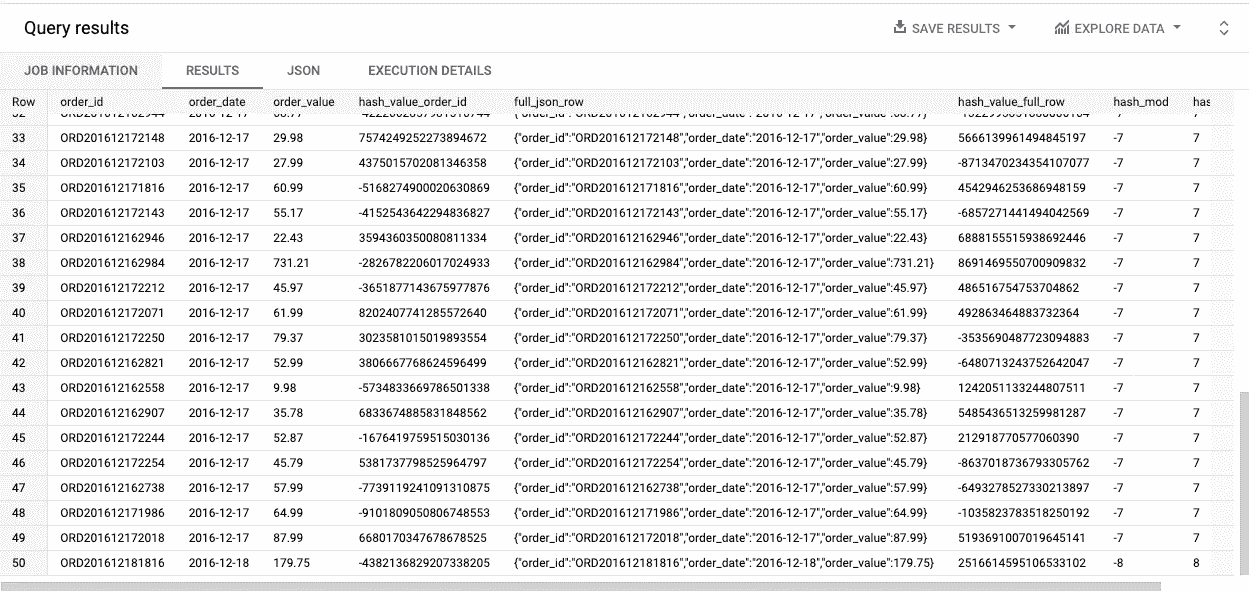 Query results SAVE RESULTS EXPLORE DATA
JOB INFORMATION RESULTS JSON EXECUTION DETAILS
Row order_id order_date order_value hash_value_order_id full_json_row hash_value_full_row hash_mod has
33 ORD201612172148 2016-12-17 29.98 7574249252273894672 {"order_id":"ORD201612172148","order_date":"2016-12-17","order_value":29.98} 5666139961494845197 -7 7
34 ORD201612172103 2016-12-17 27.99 4375015702081346358 {"order_id":"ORD201612172103","order_date":"2016-12-17","order_value":27.99} -8713470234354107077 -7 7
35 ORD201612171816 2016-12-17 60.99 -5168274900020630869 {"order_id":"ORD201612171816","order_date":"2016-12-17","order_value":60.99} 4542946253686948159 -7 7
36 ORD201612172143 2016-12-17 55.17 -4152543642294836827 {"order_id":"ORD201612172143","order_date":"2016-12-17","order_value":55.17} -6857271441494042569 -7 7
37 ORD201612162946 2016-12-17 22.43 3594360350080811334 {"order_id":"ORD201612162946","order_date":"2016-12-17","order_value":22.43} 6888155515938692446 -7 7
38 ORD201612162984 2016-12-17 731.21 -2826782206017024933 {"order_id":"ORD201612162984","order_date":"2016-12-17","order_value":731.21} 8691469550700909832 -7 7
39 ORD201612172212 2016-12-17 45.97 -3651877143675977876 {"order_id":"ORD201612172212","order_date":"2016-12-17","order_value":45.97} 486516754753704862 -7 7
40 ORD201612172071 2016-12-17 61.99 8202407741285572640 {"order_id":"ORD201612172071","order_date":"2016-12-17","order_value":61.99} 492863464883732364 -7 7
41 ORD201612172250 2016-12-17 79.37 3023581015019893554 {"order_id":"ORD201612172250","order_date":"2016-12-17","order_value":79.37} -3535690487723094883 -7 7
42 ORD201612162821 2016-12-17 52.99 3806667768624596499 {"order_id":"ORD201612162821","order_date":"2016-12-17","order_value":52.99} -6480713243752642047 -7 7
43 ORD201612162558 2016-12-17 9.98 -5734833669786501338 {"order_id":"ORD201612162558","order_date":"2016-12-17","order_value":9.98} 1242051133244807511 -7 7
44 ORD201612162907 2016-12-17 35.78 6833674885831848562 {"order_id":"ORD201612162907","order_date":"2016-12-17","order_value":35.78} 5485436513259981287 -7 7
45 ORD201612172244 2016-12-17 52.87 -1676419759515030136 {"order_id":"ORD201612172244","order_date":"2016-12-17","order_value":52.87} 212918770577060390 -7 7
46 ORD201612172254 2016-12-17 45.79 5381737798525964797 {"order_id":"ORD201612172254","order_date":"2016-12-17","order_value":45.79} -8637018736793305762 -7 7
47 ORD201612162738 2016-12-17 57.99 -7739119241091310875 {"order_id":"ORD201612162738","order_date":"2016-12-17","order_value":57.99} -6493278527330213897 -7 7
48 ORD201612171986 2016-12-17 64.99 -9101809050806748553 {"order_id":"ORD201612171986","order_date":"2016-12-17","order_value":64.99} -1035823783518250192 -7 7
49 ORD201612172018 2016-12-17 87.99 6680170347678678525 {"order_id":"ORD201612172018","order_date":"2016-12-17","order_value":87.99} 5193691007019645141 -7 7
50 ORD201612181816 2016-12-18 179.75 -4382136829207338205 {"order_id":"ORD201612181816","order_date":"2016-12-18","order_value":179.75} 2516614595106533102 -8 8